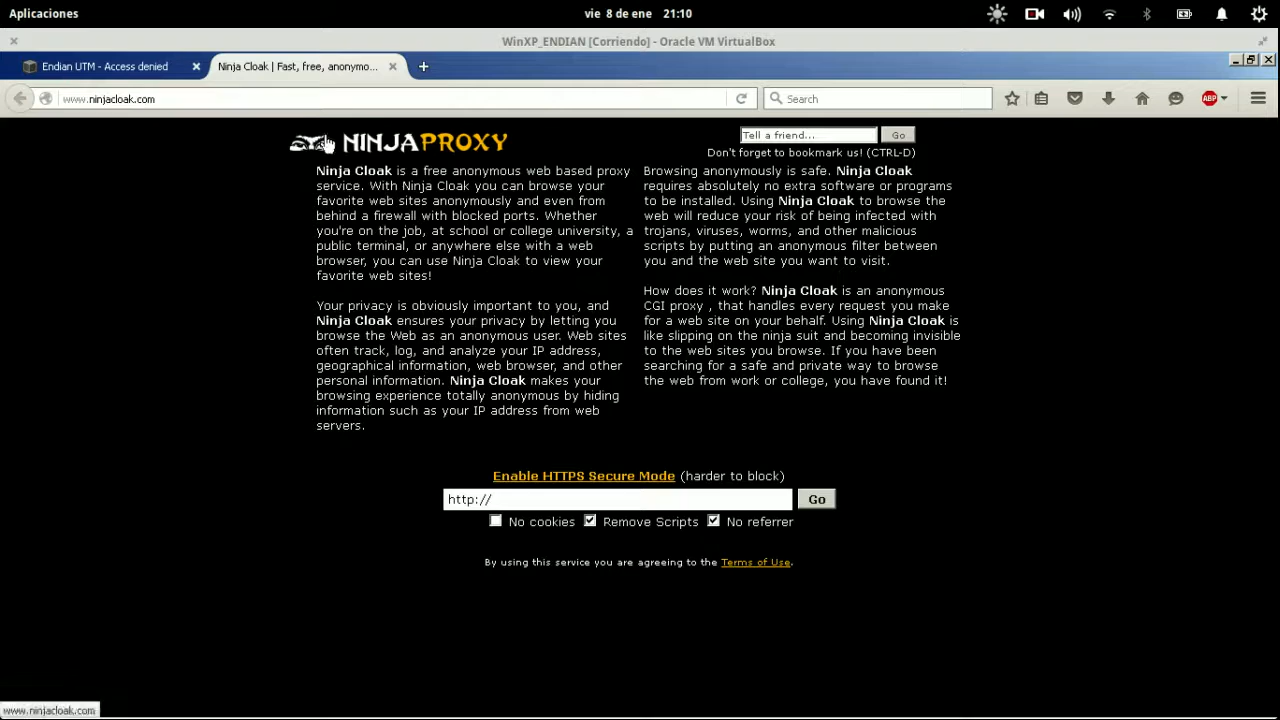 Aplicaciones
vie 8 de ene 21:10
WinXP_ENDIAN [Corriendo] - Oracle VM VirtualBox
Endian UTM - Access denied
Ninja Cloak | Fast, free, anonymo...
www.ninjacloak.com
Search
ABP
NINJAPROXY
Tell a friend...
Go
Don't forget to bookmark us! (CTRL-D)
Ninja Cloak is a free anonymous web based proxy
service. With Ninja Cloak you can browse your
favorite web sites anonymously and even from
behind a firewall with blocked ports. Whether
you're on the job, at school or college university, a
public terminal, or anywhere else with a web
browser, you can use Ninja Cloak to view your
favorite web sites!
Your privacy is obviously important to you, and
Ninja Cloak ensures your privacy by letting you
browse the Web as an anonymous user. Web sites
often track, log, and analyze your IP address,
geographical information, web browser, and other
personal information. Ninja Cloak makes your
browsing experience totally anonymous by hiding
information such as your IP address from web
servers.
Browsing anonymously is safe. Ninja Cloak
requires absolutely no extra software or programs
to be installed. Using Ninja Cloak to browse the
web will reduce your risk of being infected with
trojans, viruses, worms, and other malicious
scripts by putting an anonymous filter between
you and the web site you want to visit.
How does it work? Ninja Cloak is an anonymous
CGI proxy , that handles every request you make
for a web site on your behalf. Using Ninja Cloak is
like slipping on the ninja suit and becoming invisible
to the web sites you browse. If you have been
searching for a safe and private way to browse
the web from work or college, you have found it!
Enable HTTPS Secure Mode (harder to block)
http://
Go
No cookies Remove Scripts No referrer
By using this service you are agreeing to the Terms of Use.
www.ninjacloak.com